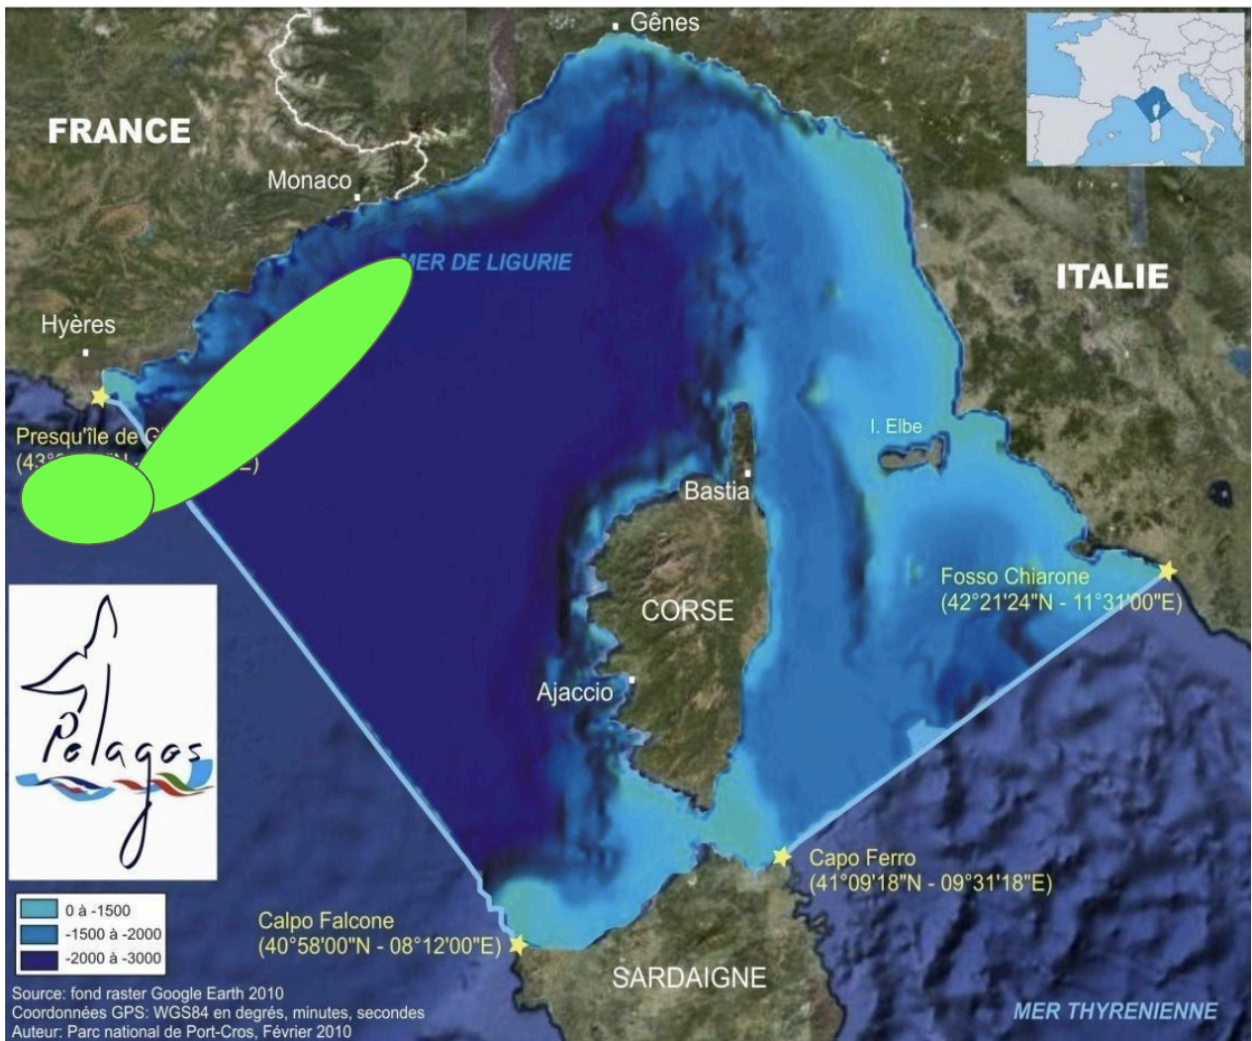 Gênes
FRANCE
Monaco
MER DE LIGURIE
ITALIE
Hyères
Presqu'île de
I. Elbe
Bastia
Fosso Chiarone
(42°21'24"N - 11°31'00"E)
CORSE
Ajaccio
Pelagos
Capo Ferro
(41°09'18"N - 09°31'18"E)
Calpo Falcone
(40°58'00"N - 08°12'00"E)
SARDAIGNE
0 à -1500
-1500 à -2000
-2000 à -3000
Source: fond raster Google Earth 2010
Coordonnées GPS: WGS84 en degrés, minutes, secondes
Auteur: Parc national de Port-Cros, Février 2010
MER THYRENIENNE